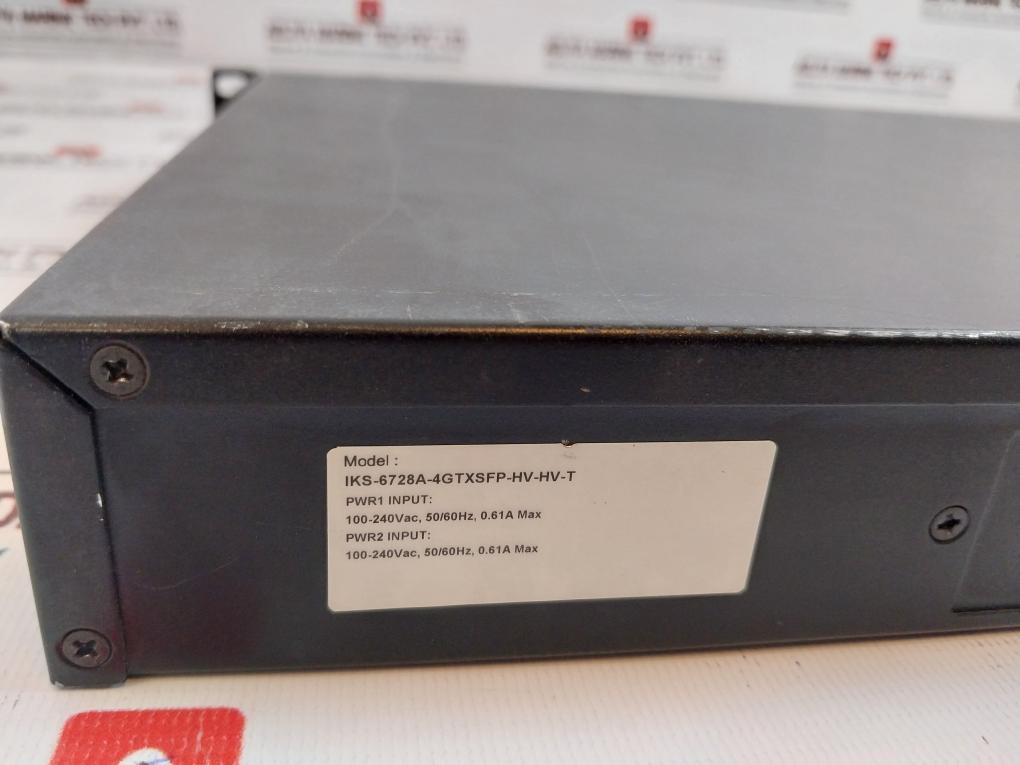 Model :
IKS-6728A-4GTXSFP-HV-HV-T
PWR1 INPUT:
100-240Vac, 50/60Hz, 0.61A Max
PWR2 INPUT:
100-240Vac, 50/60Hz, 0.61A Max